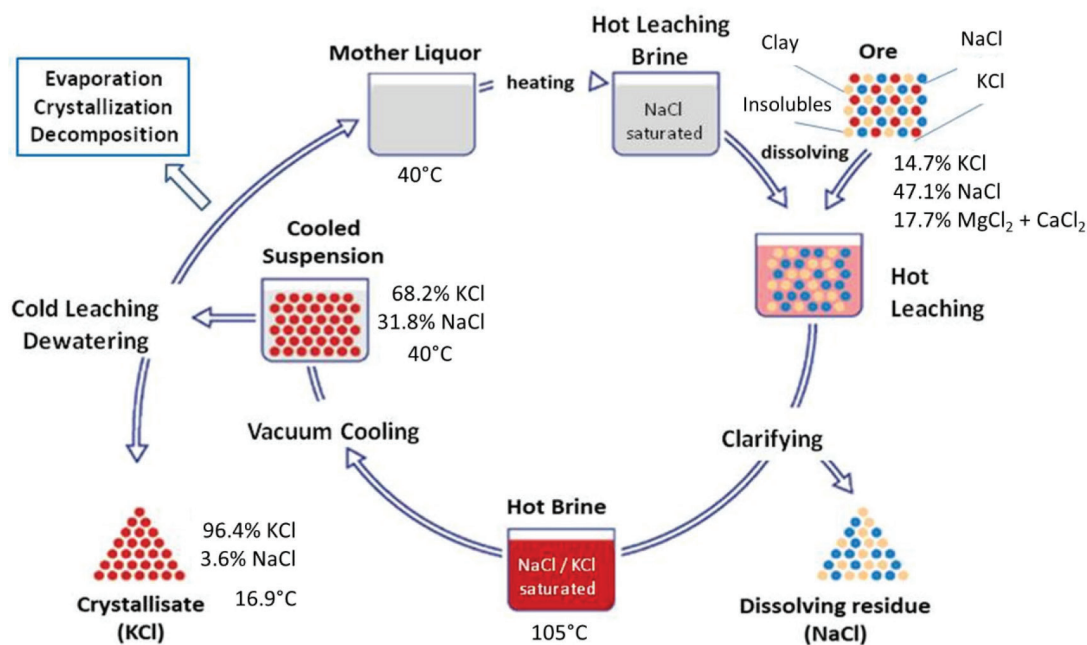 Evaporation
Crystallization
Decomposition
Mother Liquor
40°C
heating
Hot Leaching
Brine
NaCl
saturated
Ore
Clay
NaCl
Insolubles
KCl
dissolving
14.7% KCl
47.1% NaCl
17.7% MgCl₂ + CaCl₂
Hot
Leaching
Clarifying
Dissolving residue
(NaCl)
Hot Brine
NaCl / KCl
saturated
105°C
Vacuum Cooling
Cooled
Suspension
68.2% KCl
31.8% NaCl
40°C
Cold Leaching
Dewatering
96.4% KCl
3.6% NaCl
16.9°C
Crystallisate
(KCl)